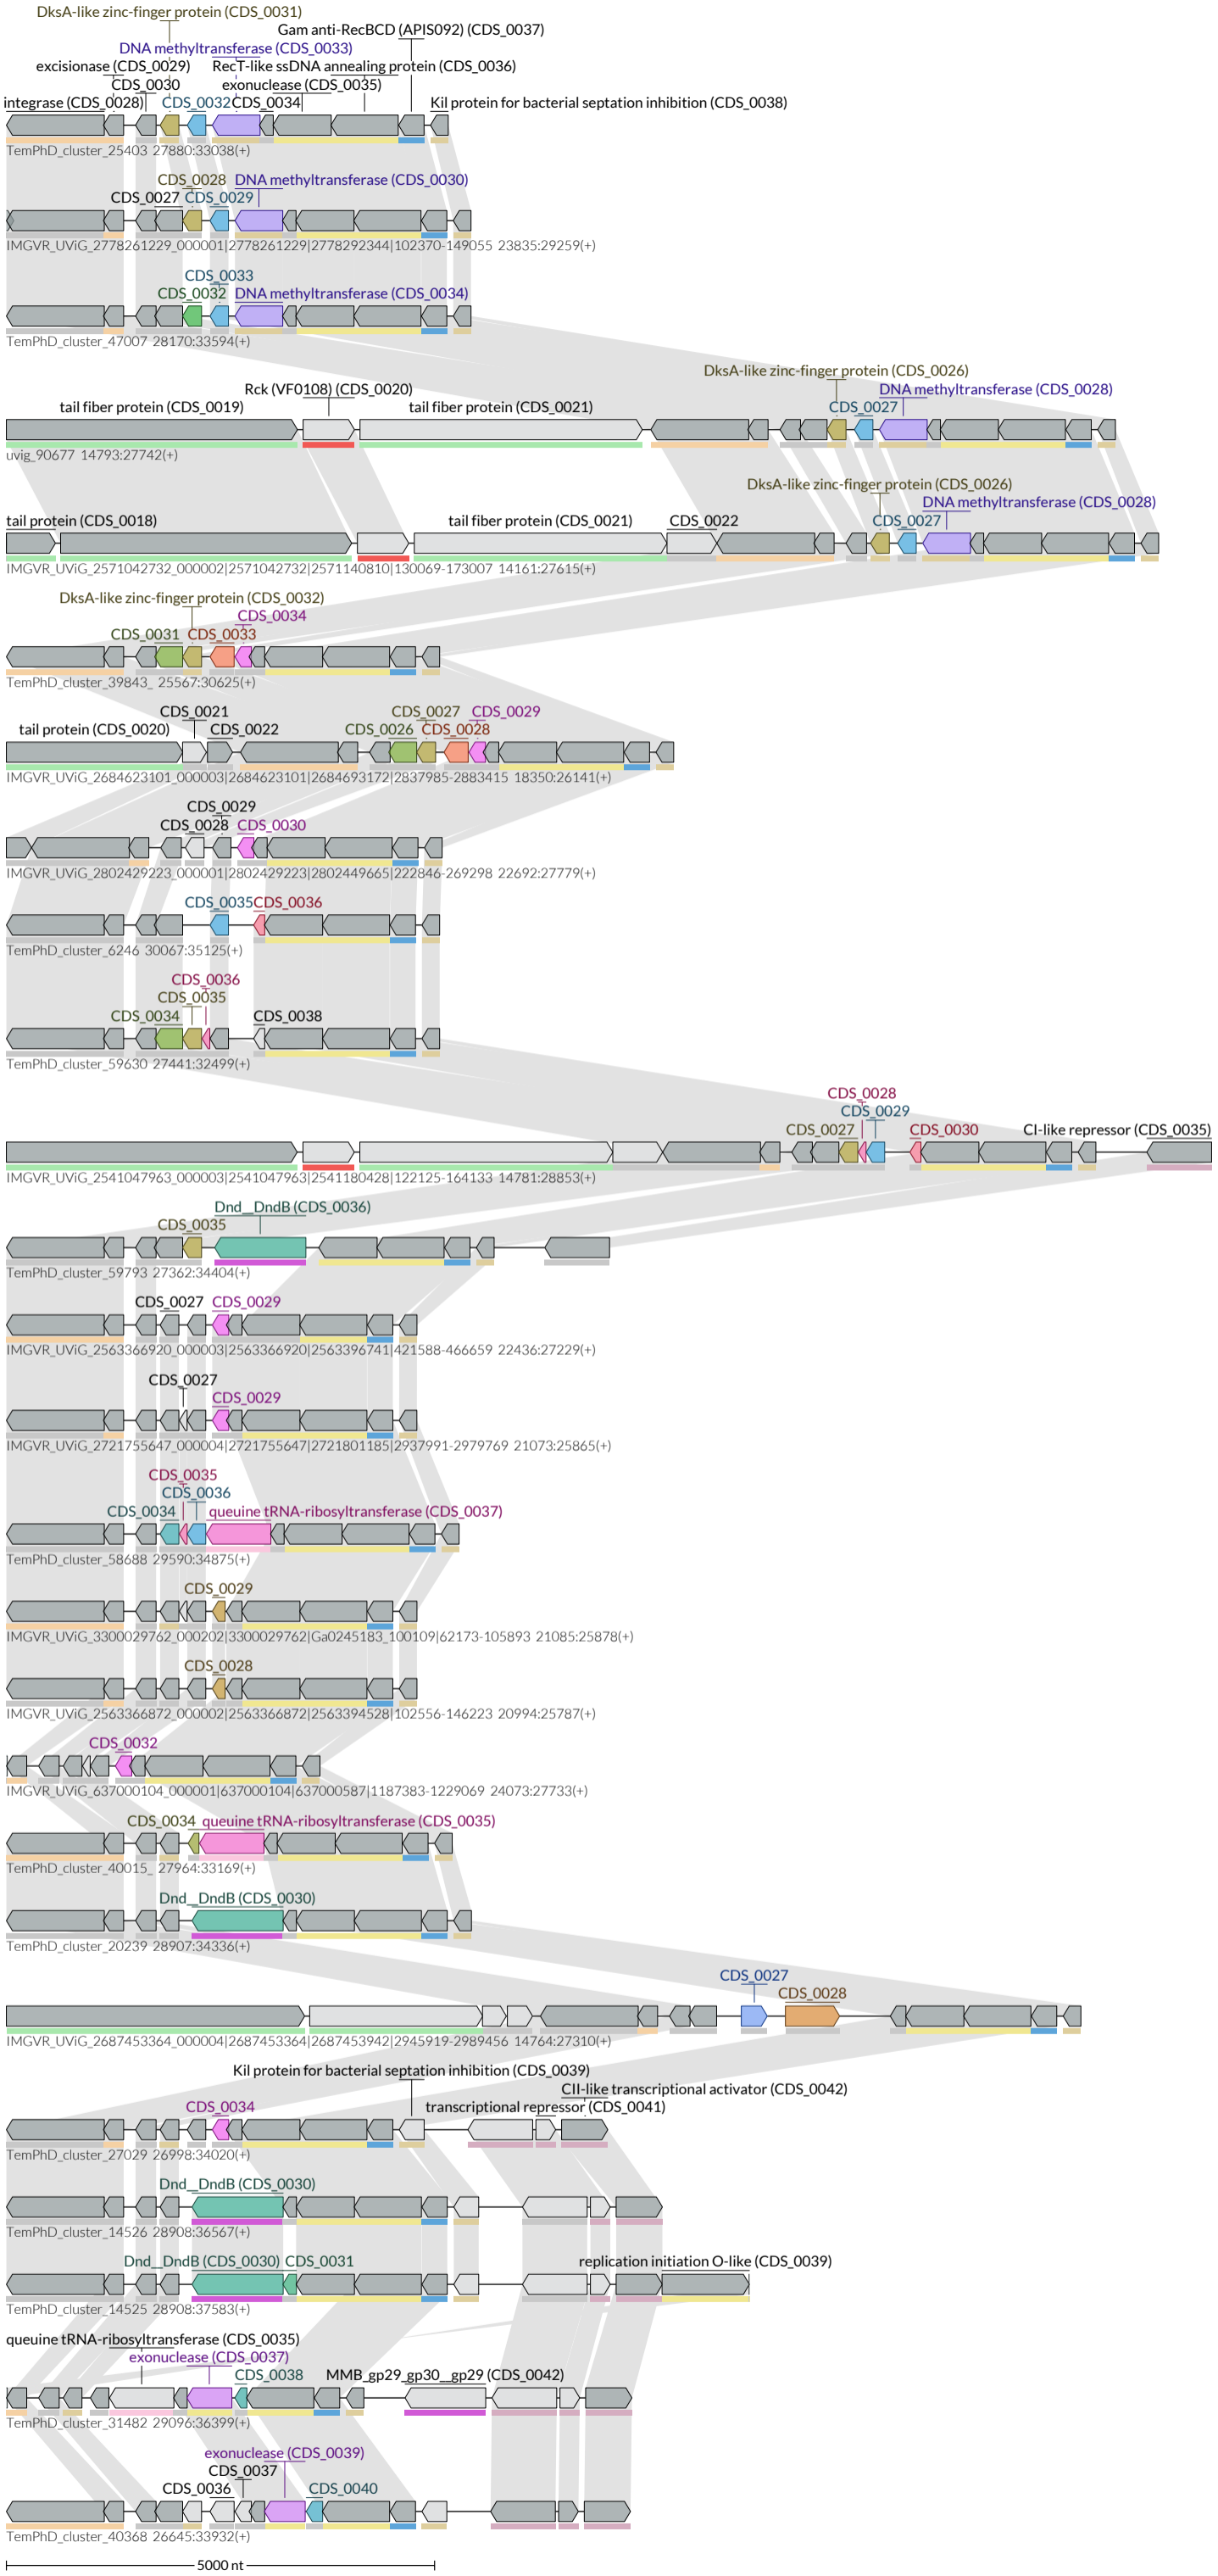 DksA-like zinc-finger protein (CDS_0031)
Gam anti-RecBCD (APIS092) (CDS_0037)
DNA methyltransferase (CDS_0033)
excisionase (CDS_0029) RecT-like ssDNA annealing protein (CDS_0036)
CDS_0030 exonuclease (CDS_0035)
integrase (CDS_0028) CDS_0032 CDS_0034 Kil protein for bacterial septation inhibition (CDS_0038)
TemPhD_cluster_25403 27880:33038(+)
CDS_0028 DNA methyltransferase (CDS_0030)
CDS_0027 CDS_0029
IMGVR_UViG_2778261229_000001|2778261229|2778292344|102370-149055 23835:29259(+)
CDS_0033
CDS_0032 DNA methyltransferase (CDS_0034)
TemPhD_cluster_47007 28170:33594(+)
DksA-like zinc-finger protein (CDS_0026)
Rck (VF0108) (CDS_0020) DNA methyltransferase (CDS_0028)
tail fiber protein (CDS_0019) tail fiber protein (CDS_0021) CDS_0027
uvig_90677 14793:27742(+)
DksA-like zinc-finger protein (CDS_0026)
DNA methyltransferase (CDS_0028)
tail protein (CDS_0018) tail fiber protein (CDS_0021) CDS_0022 CDS_0027
IMGVR_UViG_2571042732_000002|2571042732|2571140810|130069-173007 14161:27615(+)
DksA-like zinc-finger protein (CDS_0032)
CDS_0034
CDS_0031 CDS_0033
TemPhD_cluster_39843_ 25567:30625(+)
CDS_0021 CDS_0027 CDS_0029
tail protein (CDS_0020) CDS_0022 CDS_0026 CDS_0028
IMGVR_UViG_2684623101_000003|2684623101|2684693172|2837985-2883415 18350:26141(+)
CDS_0029
CDS_0028 CDS_0030
IMGVR_UViG_2802429223_000001|2802429223|2802449665|222846-269298 22692:27779(+)
CDS_0035 CDS_0036
TemPhD_cluster_6246 30067:35125(+)
CDS_0036
CDS_0035
CDS_0034 CDS_0038
TemPhD_cluster_59630 27441:32499(+)
CDS_0028
CDS_0029
CDS_0027 CDS_0030 CI-like repressor (CDS_0035)
IMGVR_UViG_2541047963_000003|2541047963|2541180428|122125-164133 14781:28853(+)
Dnd__DndB (CDS_0036)
CDS_0035
TemPhD_cluster_59793 27362:34404(+)
CDS_0027 CDS_0029
IMGVR_UViG_2563366920_000003|2563366920|2563396741|421588-466659 22436:27229(+)
CDS_0027
CDS_0029
IMGVR_UViG_2721755647_000004|2721755647|2721801185|2937991-2979769 21073:25865(+)
CDS_0035
CDS_0036
CDS_0034 queuine tRNA-ribosyltransferase (CDS_0037)
TemPhD_cluster_58688 29590:34875(+)
CDS_0029
IMGVR_UViG_3300029762_000202|3300029762|Ga0245183_100109|62173-105893 21085:25878(+)
CDS_0028
IMGVR_UViG_2563366872_000002|2563366872|2563394528|102556-146223 20994:25787(+)
CDS_0032
IMGVR_UViG_637000104_000001|637000104|637000587|1187383-1229069 24073:27733(+)
CDS_0034 queuine tRNA-ribosyltransferase (CDS_0035)
TemPhD_cluster_40015_ 27964:33169(+)
Dnd__DndB (CDS_0030)
TemPhD_cluster_20239 28907:34336(+)
CDS_0027
CDS_0028
IMGVR_UViG_2687453364_000004|2687453364|2687453942|2945919-2989456 14764:27310(+)
Kil protein for bacterial septation inhibition (CDS_0039)
CII-like transcriptional activator (CDS_0042)
CDS_0034 transcriptional repressor (CDS_0041)
TemPhD_cluster_27029 26998:34020(+)
Dnd__DndB (CDS_0030)
TemPhD_cluster_14526 28908:36567(+)
Dnd__DndB (CDS_0030) CDS_0031 replication initiation O-like (CDS_0039)
TemPhD_cluster_14525 28908:37583(+)
queuine tRNA-ribosyltransferase (CDS_0035)
exonuclease (CDS_0037)
CDS_0038 MMB_gp29_gp30__gp29 (CDS_0042)
TemPhD_cluster_31482 29096:36399(+)
exonuclease (CDS_0039)
CDS_0037
CDS_0036 CDS_0040
TemPhD_cluster_40368 26645:33932(+)
5000 nt